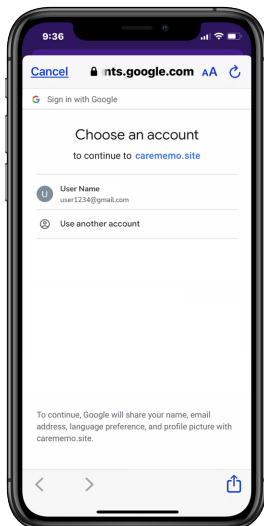 9:36
Cancel nts.google.com AA
G Sign in with Google
Choose an account
to continue to carememo.site
U User Name
user1234@gmail.com
Use another account
To continue, Google will share your name, email
address, language preference, and profile picture with
carememo.site.